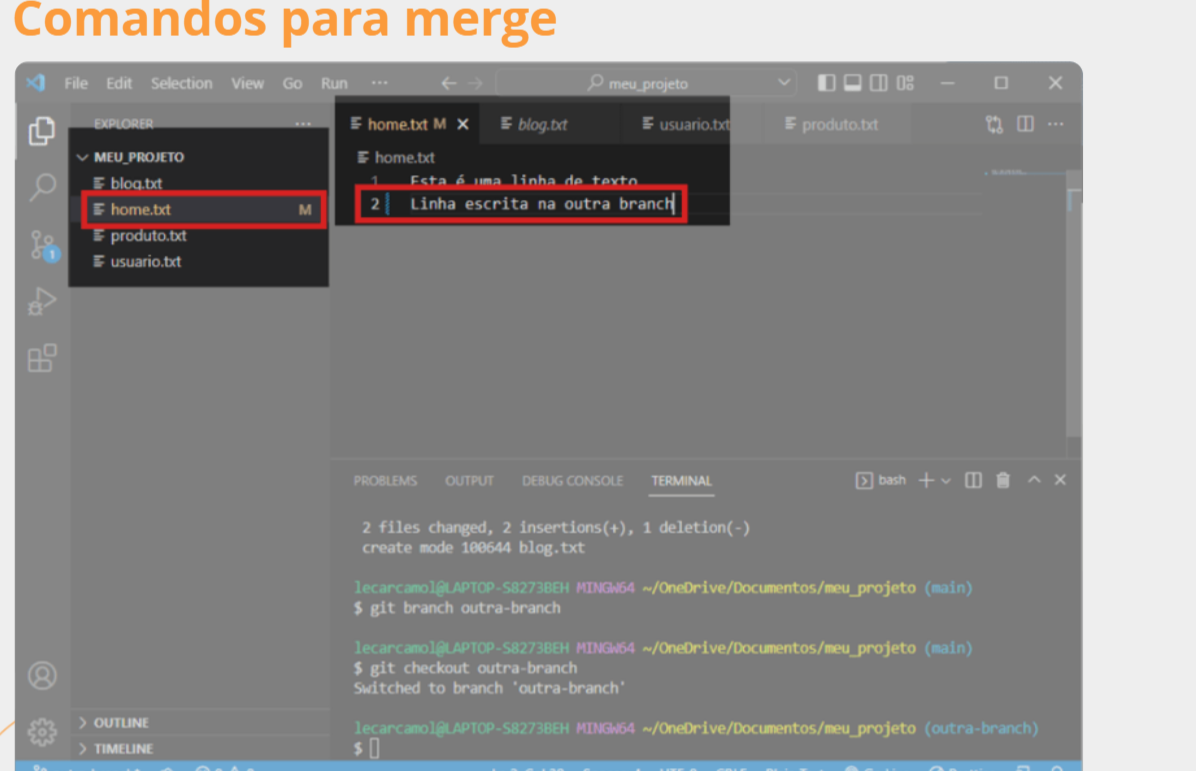 Comandos para merge
File Edit Selection View Go Run ··· ← → meu_projeto
EXPLORER ···
home.txt M × blog.txt usuario.txt produto.txt ···
MEU_PROJETO
home.txt
blog.txt
1 Esta é uma linha de texto
home.txt M
2 Linha escrita na outra branch
produto.txt
1
usuario.txt
PROBLEMS OUTPUT DEBUG CONSOLE TERMINAL bash
2 files changed, 2 insertions(+), 1 deletion(-)
create mode 100644 blog.txt
lecarcamol@LAPTOP-S8273BEH MINGW64 ~/OneDrive/Documentos/meu_projeto (main)
$ git branch outra-branch
lecarcamol@LAPTOP-S8273BEH MINGW64 ~/OneDrive/Documentos/meu_projeto (main)
$ git checkout outra-branch
Switched to branch 'outra-branch'
lecarcamol@LAPTOP-S8273BEH MINGW64 ~/OneDrive/Documentos/meu_projeto (outra-branch)
$
OUTLINE
TIMELINE